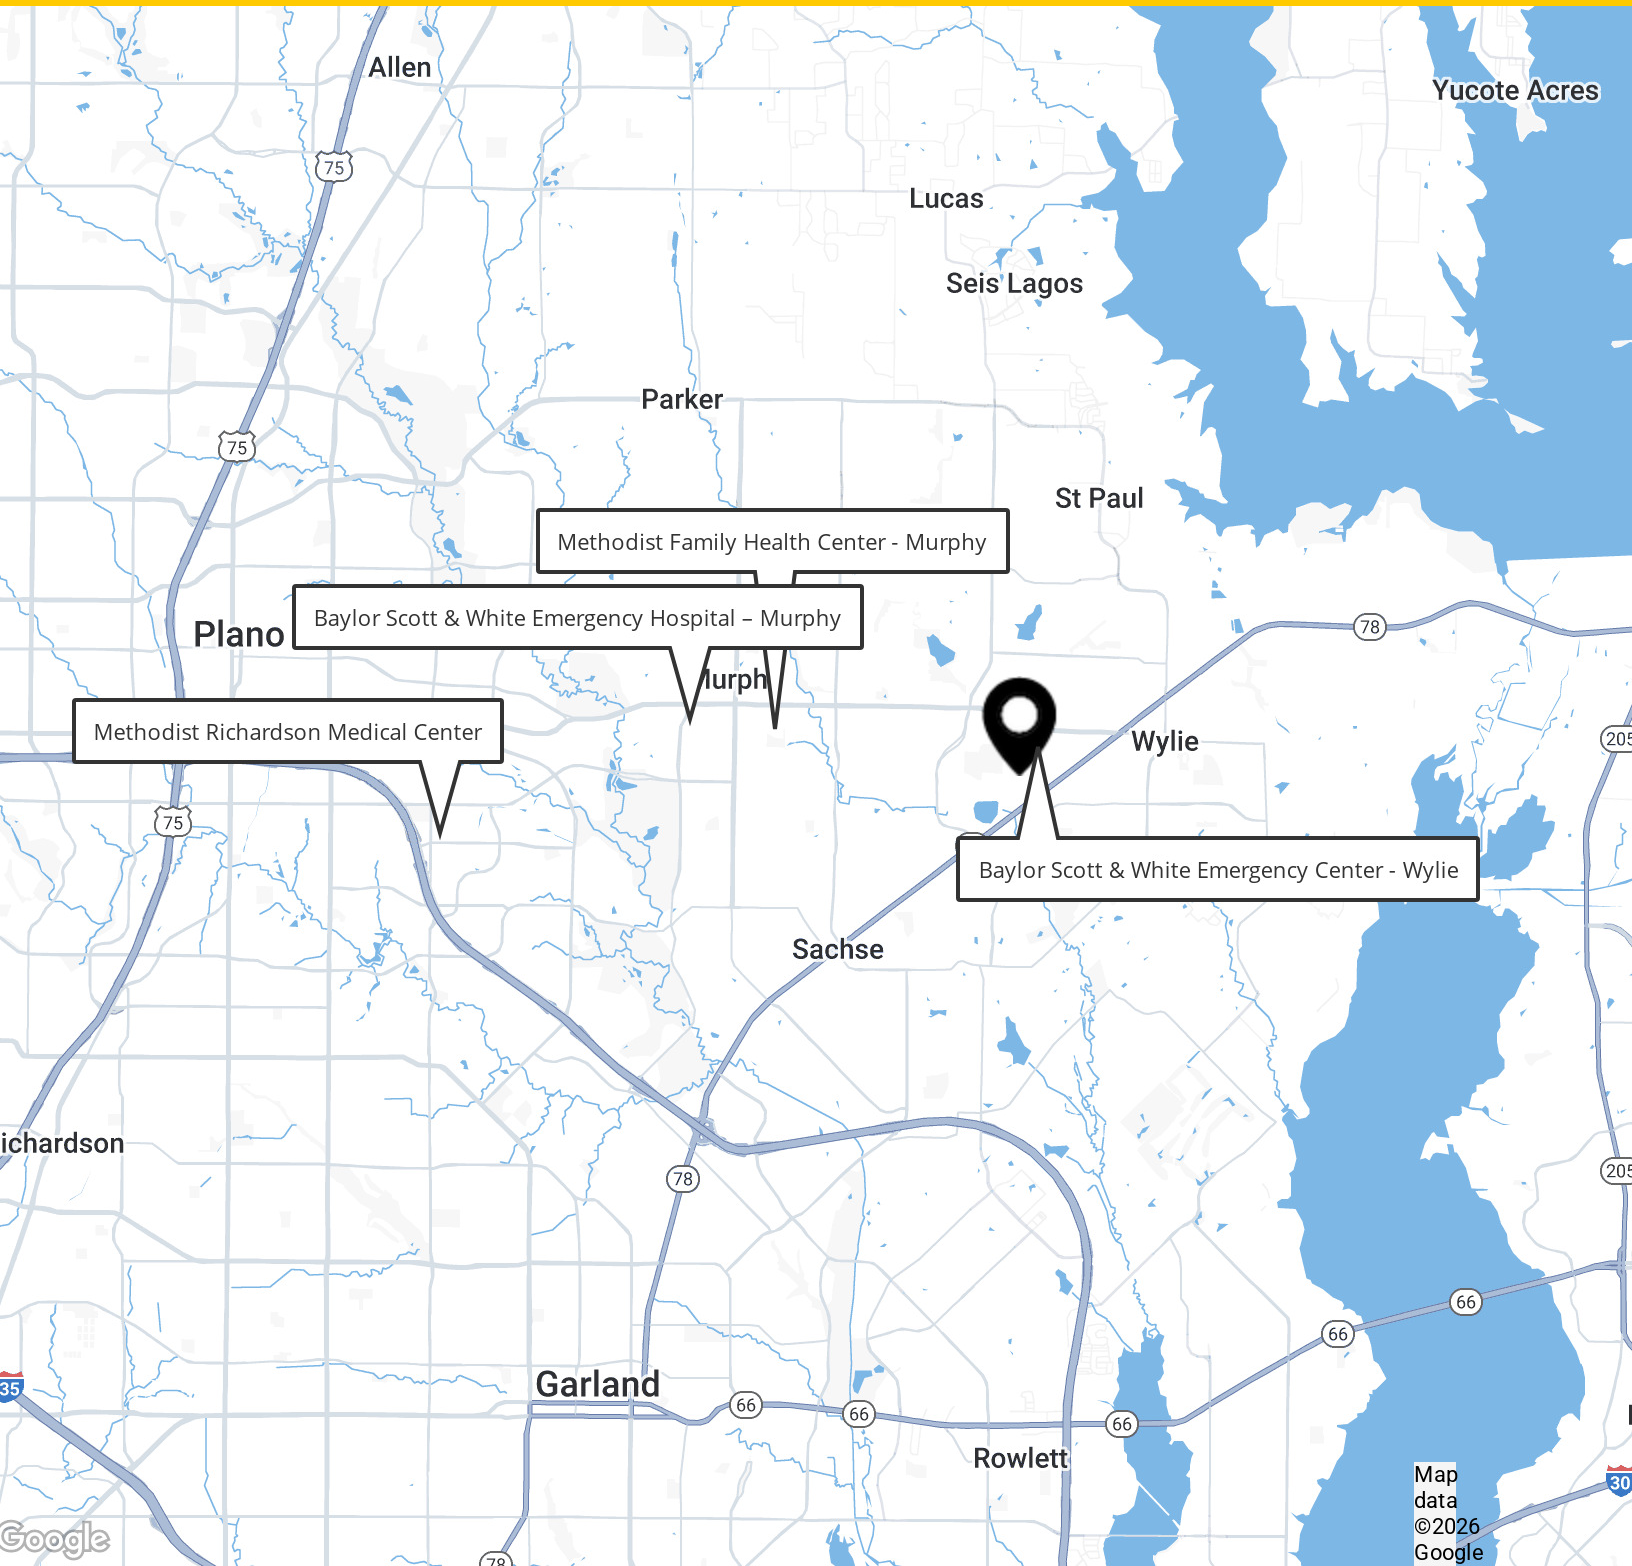 Allen
Yucote Acres
75
Lucas
Seis Lagos
Parker
75
St Paul
Methodist Family Health Center - Murphy
Baylor Scott & White Emergency Hospital – Murphy
78
Plano
Methodist Richardson Medical Center
Wylie
205
75
Baylor Scott & White Emergency Center - Wylie
Sachse
ichardson
205
78
66
66
35
Garland
66
66
66
Rowlett
Map
data
©2026
Google
30
Google
78